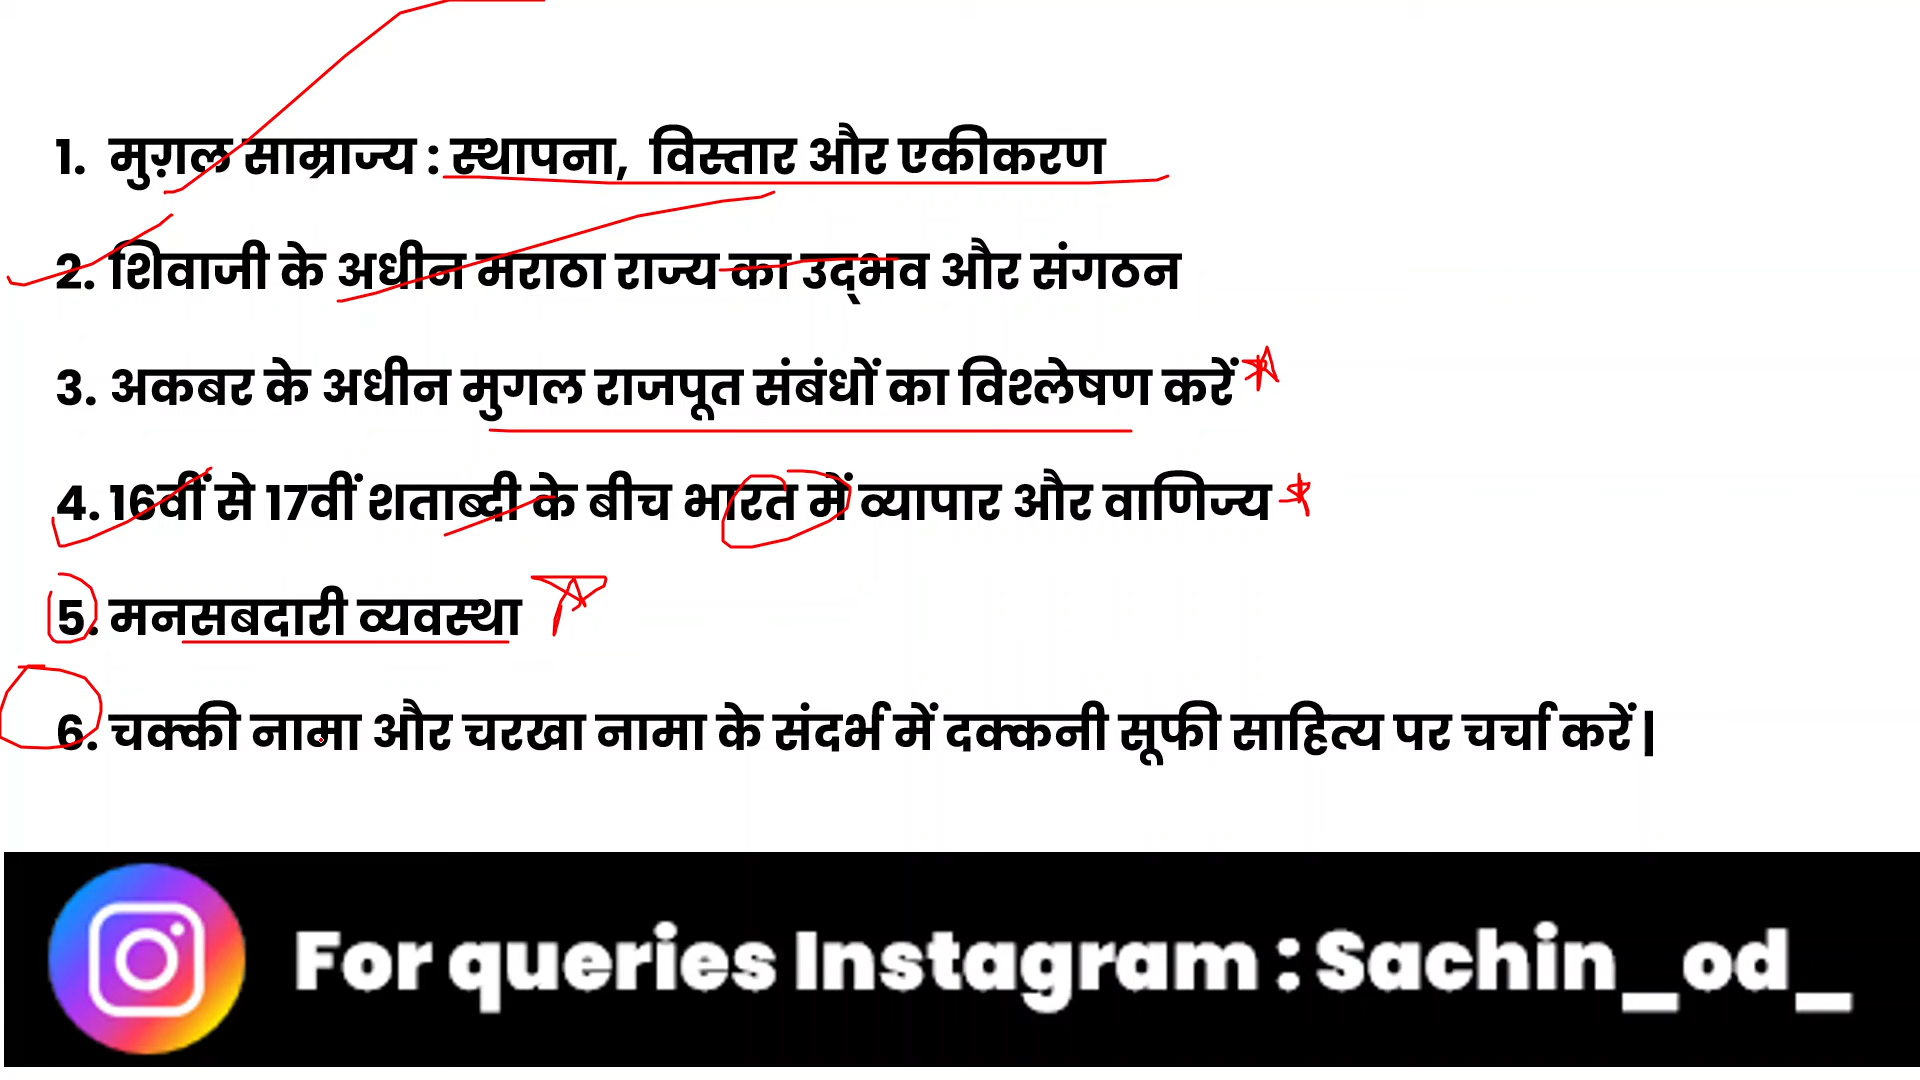 1. मुग़ल साम्राज्य : स्थापना, विस्तार और एकीकरण
2. शिवाजी के अधीन मराठा राज्य का उद्भव और संगठन
3. अकबर के अधीन मुगल राजपूत संबंधों का विश्लेषण करें
4. 16वीं से 17वीं शताब्दी के बीच भारत में व्यापार और वाणिज्य
5. मनसबदारी व्यवस्था
6. चक्की नामा और चरखा नामा के संदर्भ में दक्कनी सूफी साहित्य पर चर्चा करें |
For queries Instagram : Sachin_od_